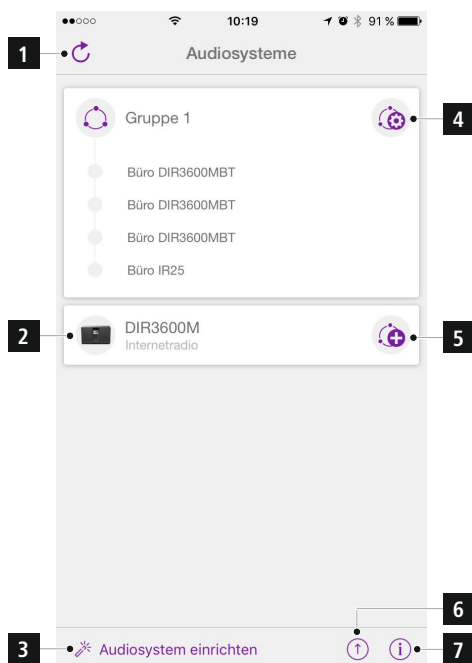 10:19
91 %
1
Audiosysteme
Gruppe 1
4
Büro DIR3600MBT
Büro DIR3600MBT
Büro DIR3600MBT
Büro IR25
2
DIR3600M
Internetradio
5
6
3
Audiosystem einrichten
i
7